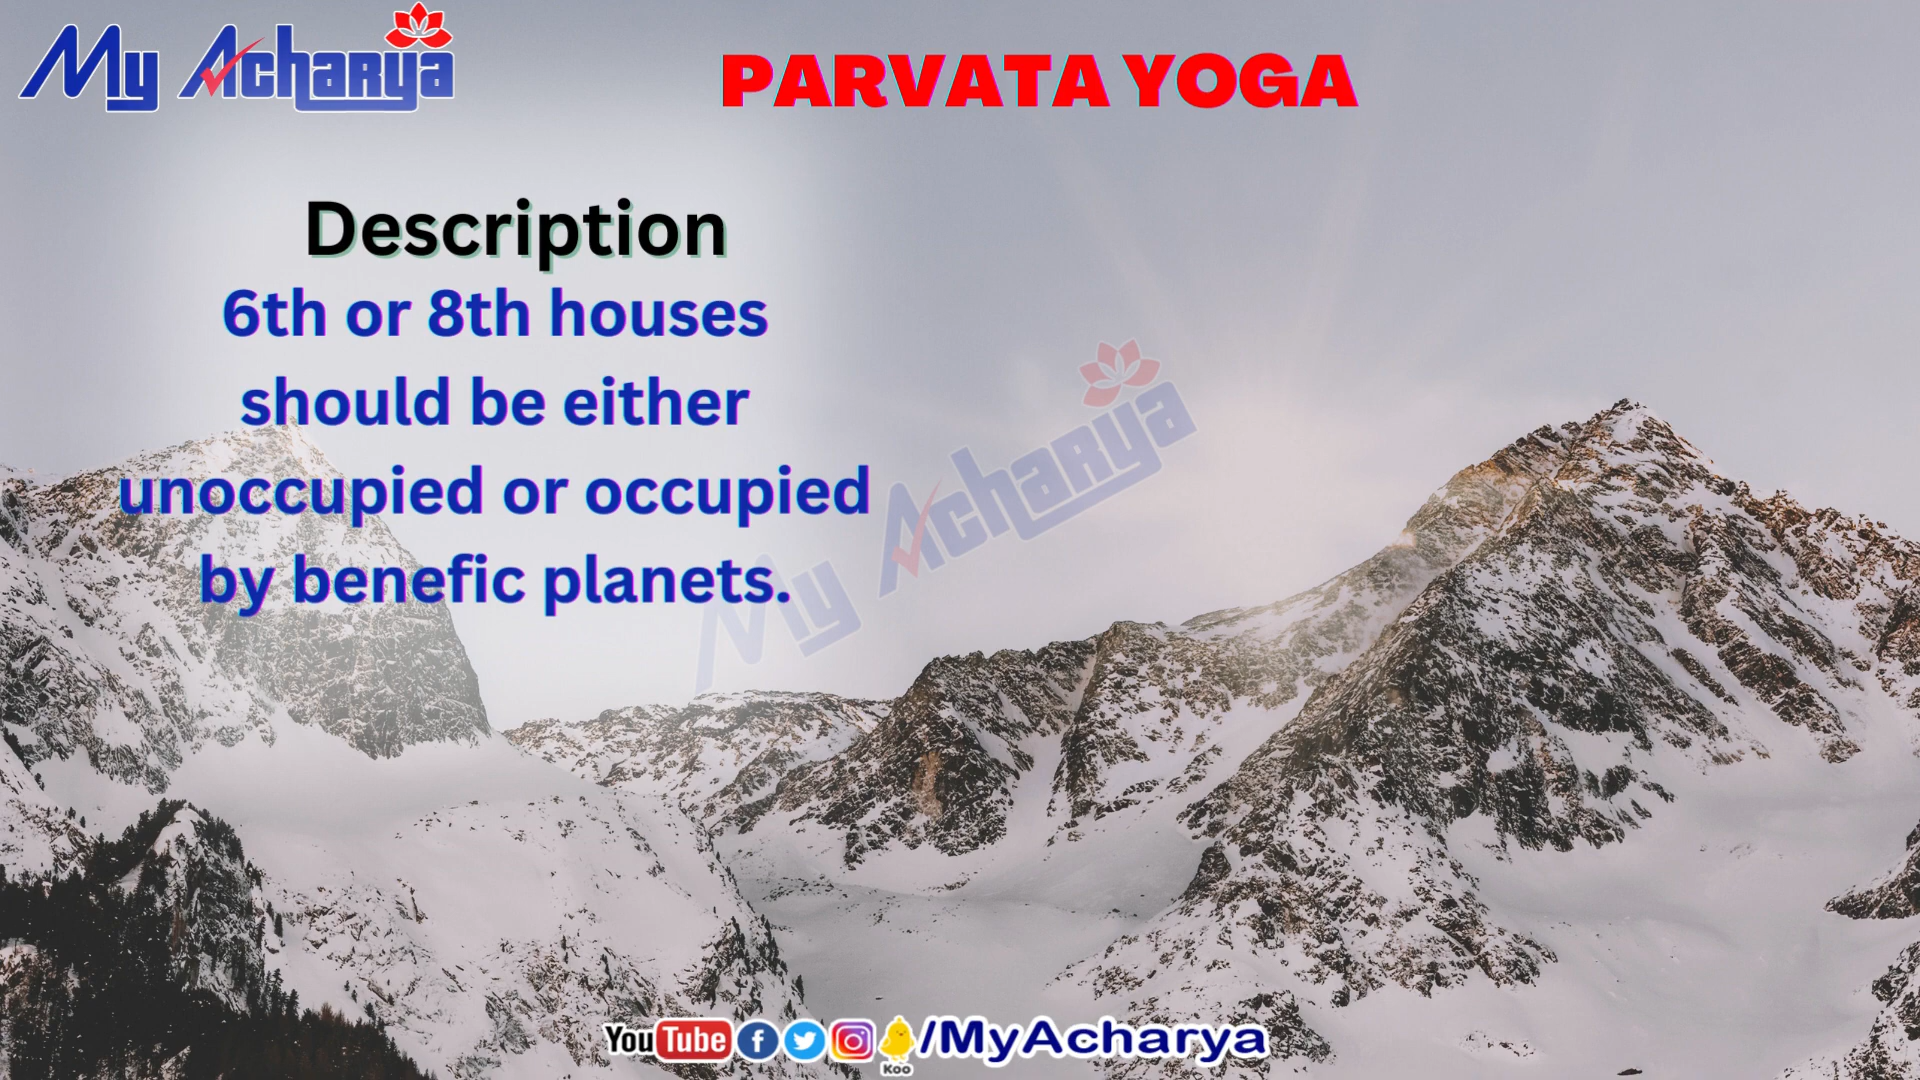 My Acharya
PARVATA YOGA
Description
6th or 8th houses
should be either
unoccupied or occupied
by benefic planets.
My Acharya
YouTube /MyAcharya
Koo